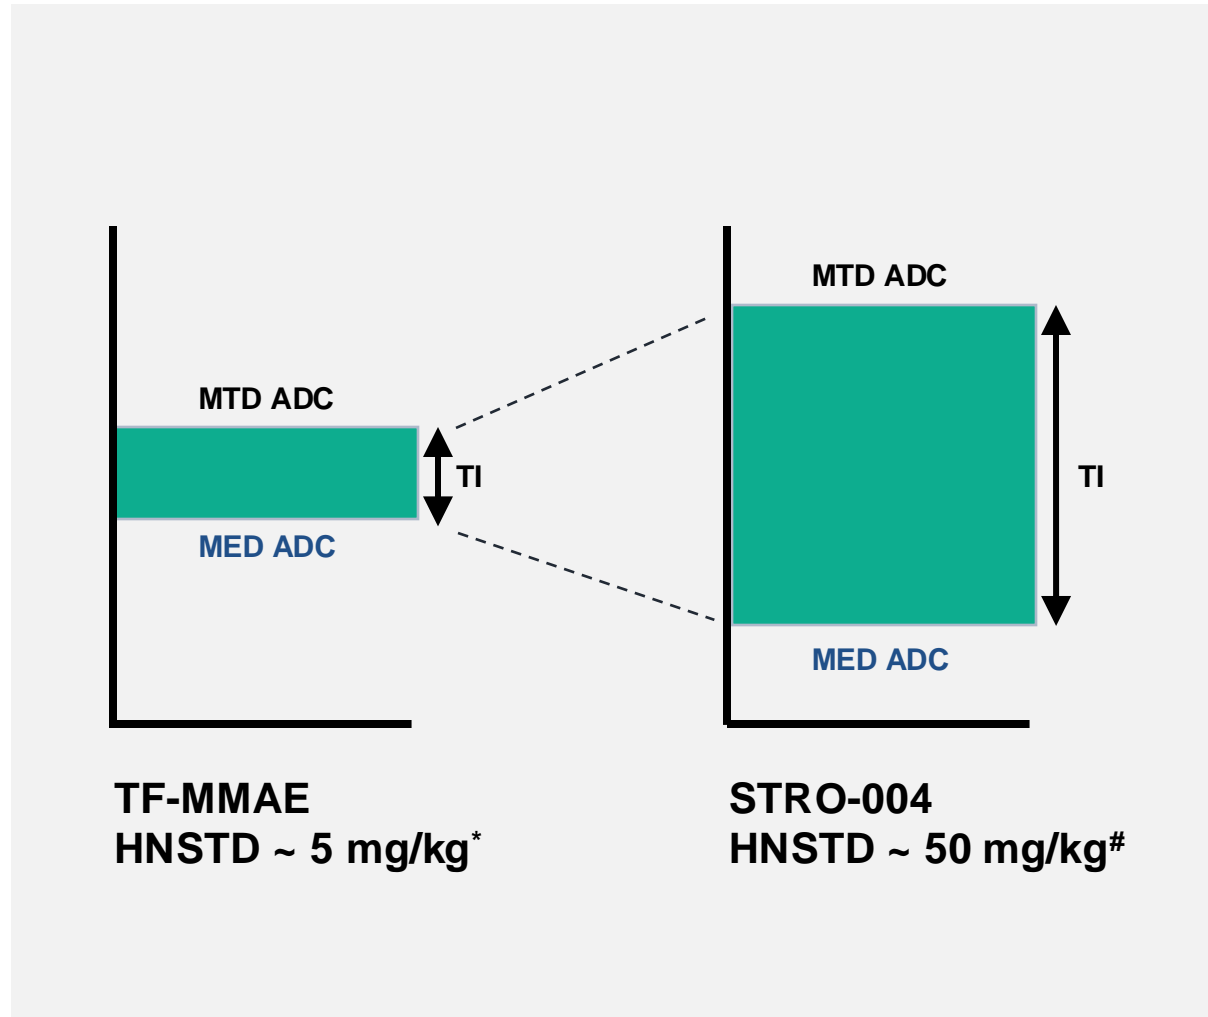 MTD ADC
TI
MED ADC
TF-MMAE
HNSTD ~ 5 mg/kg*
MTD ADC
TI
MED ADC
STRO-004
HNSTD ~ 50 mg/kg#